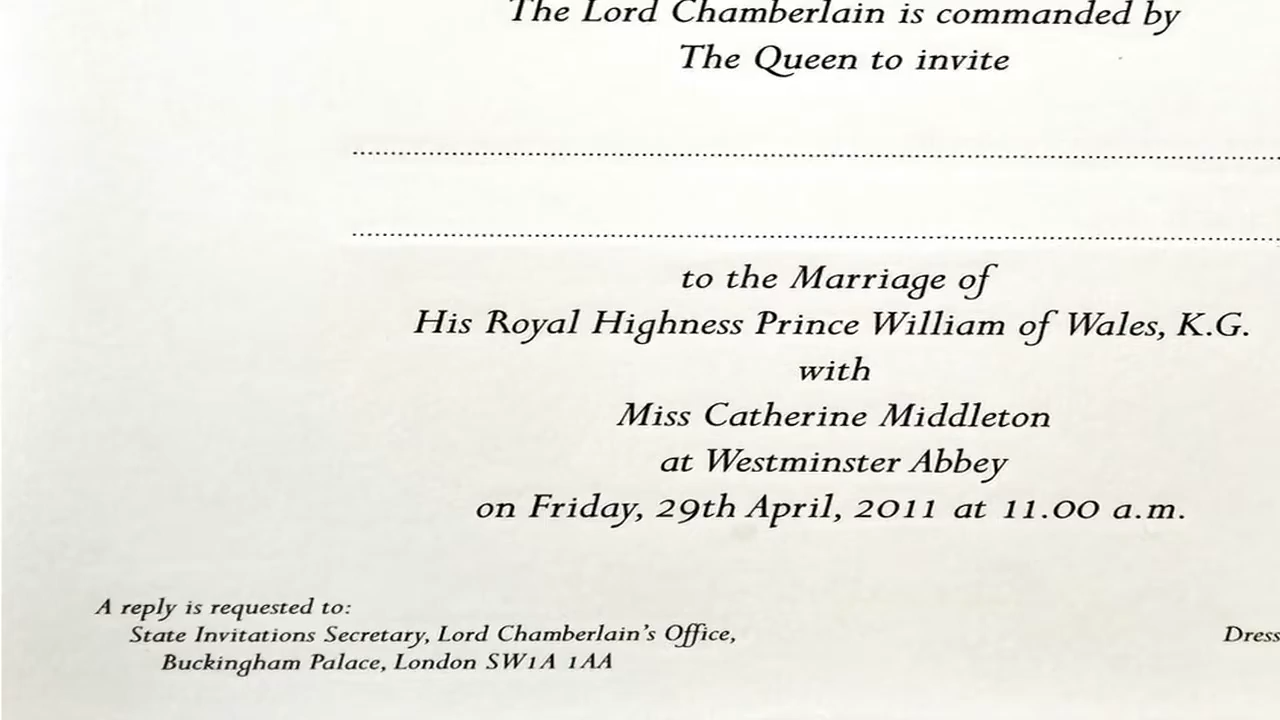 The Lord Chamberlain is commanded by
The Queen to invite
to the Marriage of
His Royal Highness Prince William of Wales, K.G.
with
Miss Catherine Middleton
at Westminster Abbey
on Friday, 29th April, 2011 at 11.00 a.m.
A reply is requested to:
State Invitations Secretary, Lord Chamberlain's Office,
Dress
Buckingham Palace, London SW1A 1AA